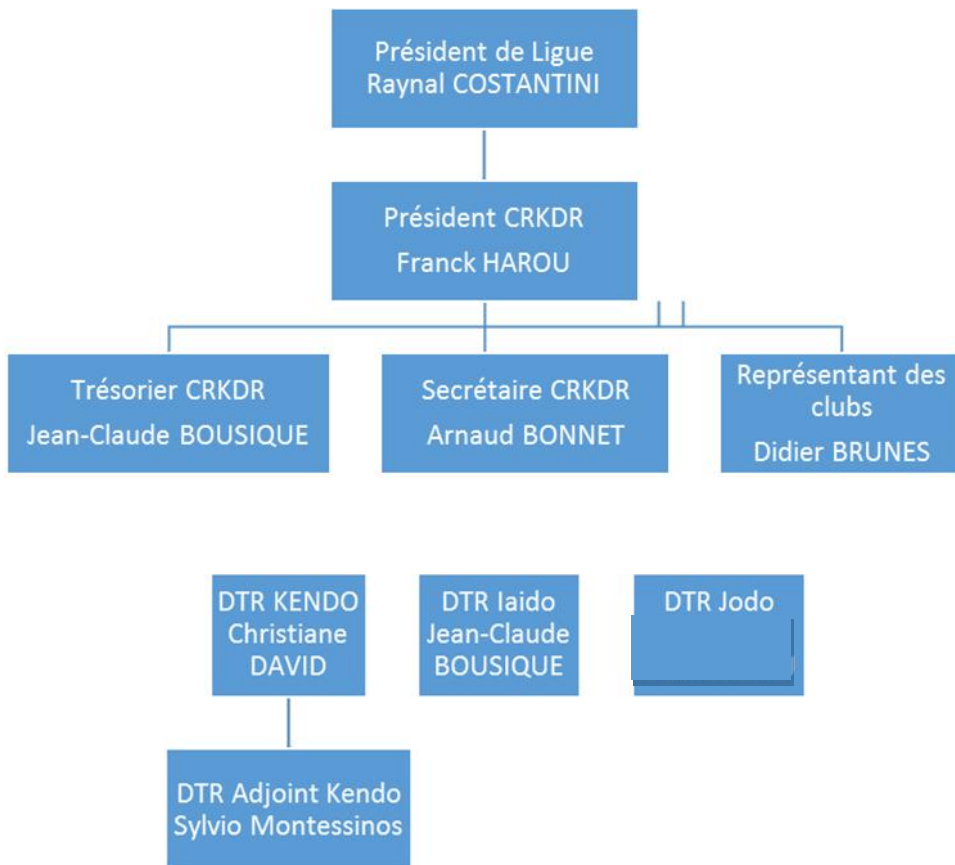 Président de Ligue
Raynal COSTANTINI
Président CRKDR
Franck HAROU
Trésorier CRKDR
Jean-Claude BOUSIQUE
Secrétaire CRKDR
Arnaud BONNET
Représentant des
clubs
Didier BRUNES
DTR KENDO
Christiane
DAVID
DTR Iaido
Jean-Claude
BOUSIQUE
DTR Jodo
DTR Adjoint Kendo
Sylvio Montessinos